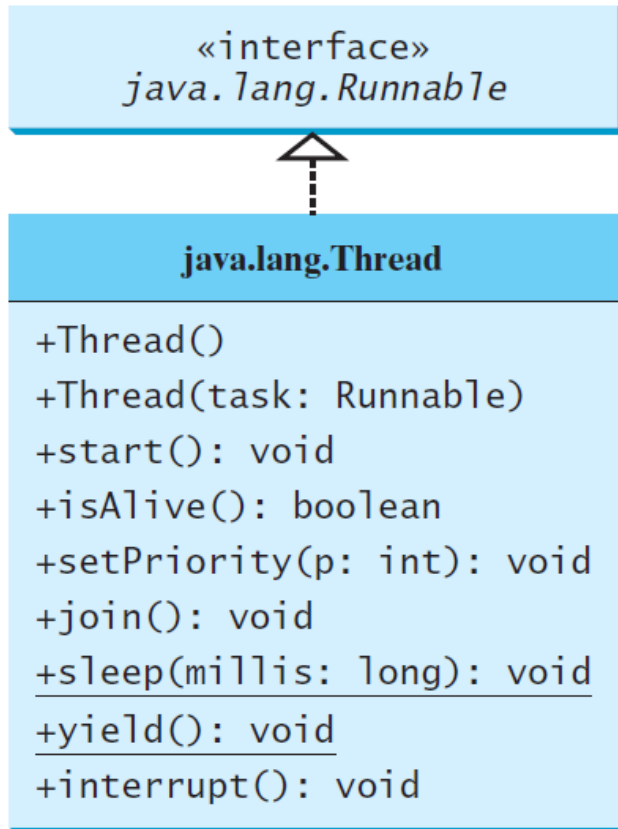 «interface»
java.lang.Runnable
java.lang.Thread
+Thread()
+Thread(task: Runnable)
+start(): void
+isAlive(): boolean
+setPriority(p: int): void
+join(): void
+sleep(millis: long): void
+yield(): void
+interrupt(): void